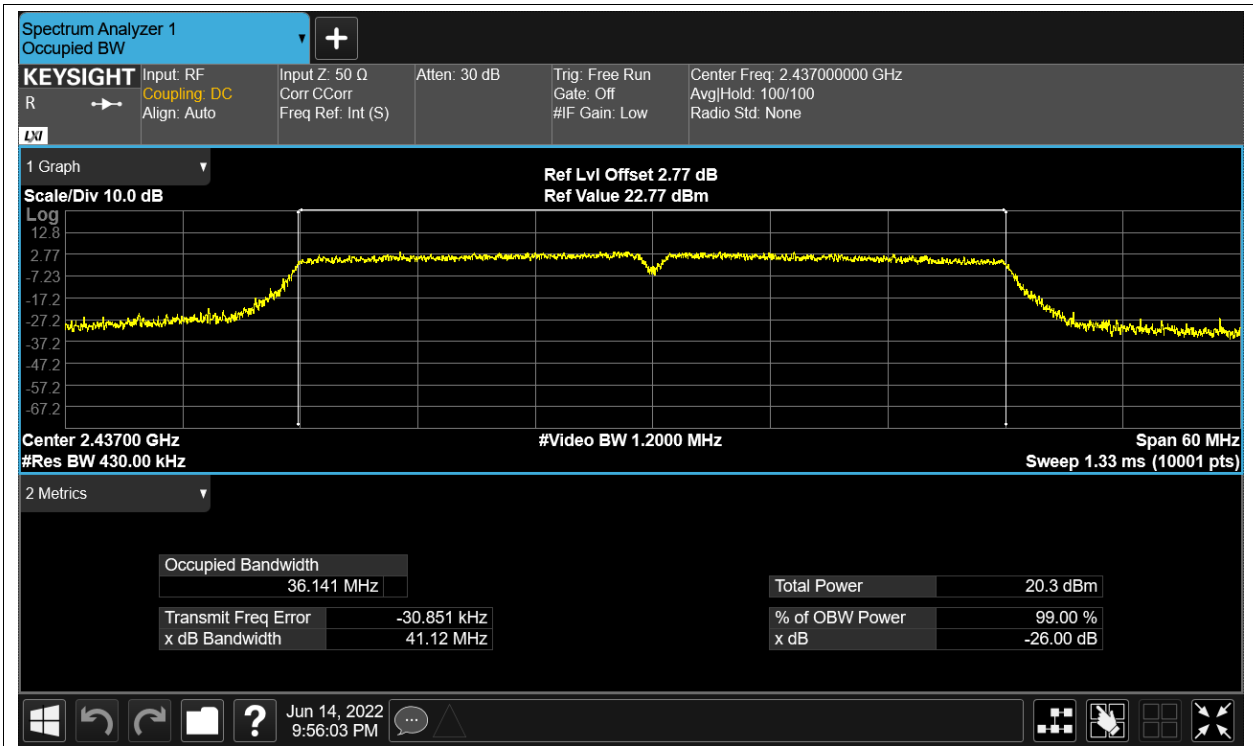 Spectrum Analyzer 1
Occupied BW
KEYSIGHT
R
LXI
Input: RF
Coupling: DC
Align: Auto
Input Z: 50 Ω
Corr CCorr
Freq Ref: Int (S)
Atten: 30 dB
Trig: Free Run
Gate: Off
#IF Gain: Low
Center Freq: 2.437000000 GHz
Avg|Hold: 100/100
Radio Std: None
1 Graph
Scale/Div 10.0 dB
Ref Lvl Offset 2.77 dB
Ref Value 22.77 dBm
Log
12.8
2.77
-7.23
-17.2
-27.2
-37.2
-47.2
-57.2
-67.2
Center 2.43700 GHz
#Video BW 1.2000 MHz
Span 60 MHz
#Res BW 430.00 kHz
Sweep 1.33 ms (10001 pts)
2 Metrics
Occupied Bandwidth
36.141 MHz
Total Power 20.3 dBm
Transmit Freq Error -30.851 kHz
% of OBW Power 99.00 %
x dB Bandwidth 41.12 MHz
x dB -26.00 dB
?
Jun 14, 2022
9:56:03 PM